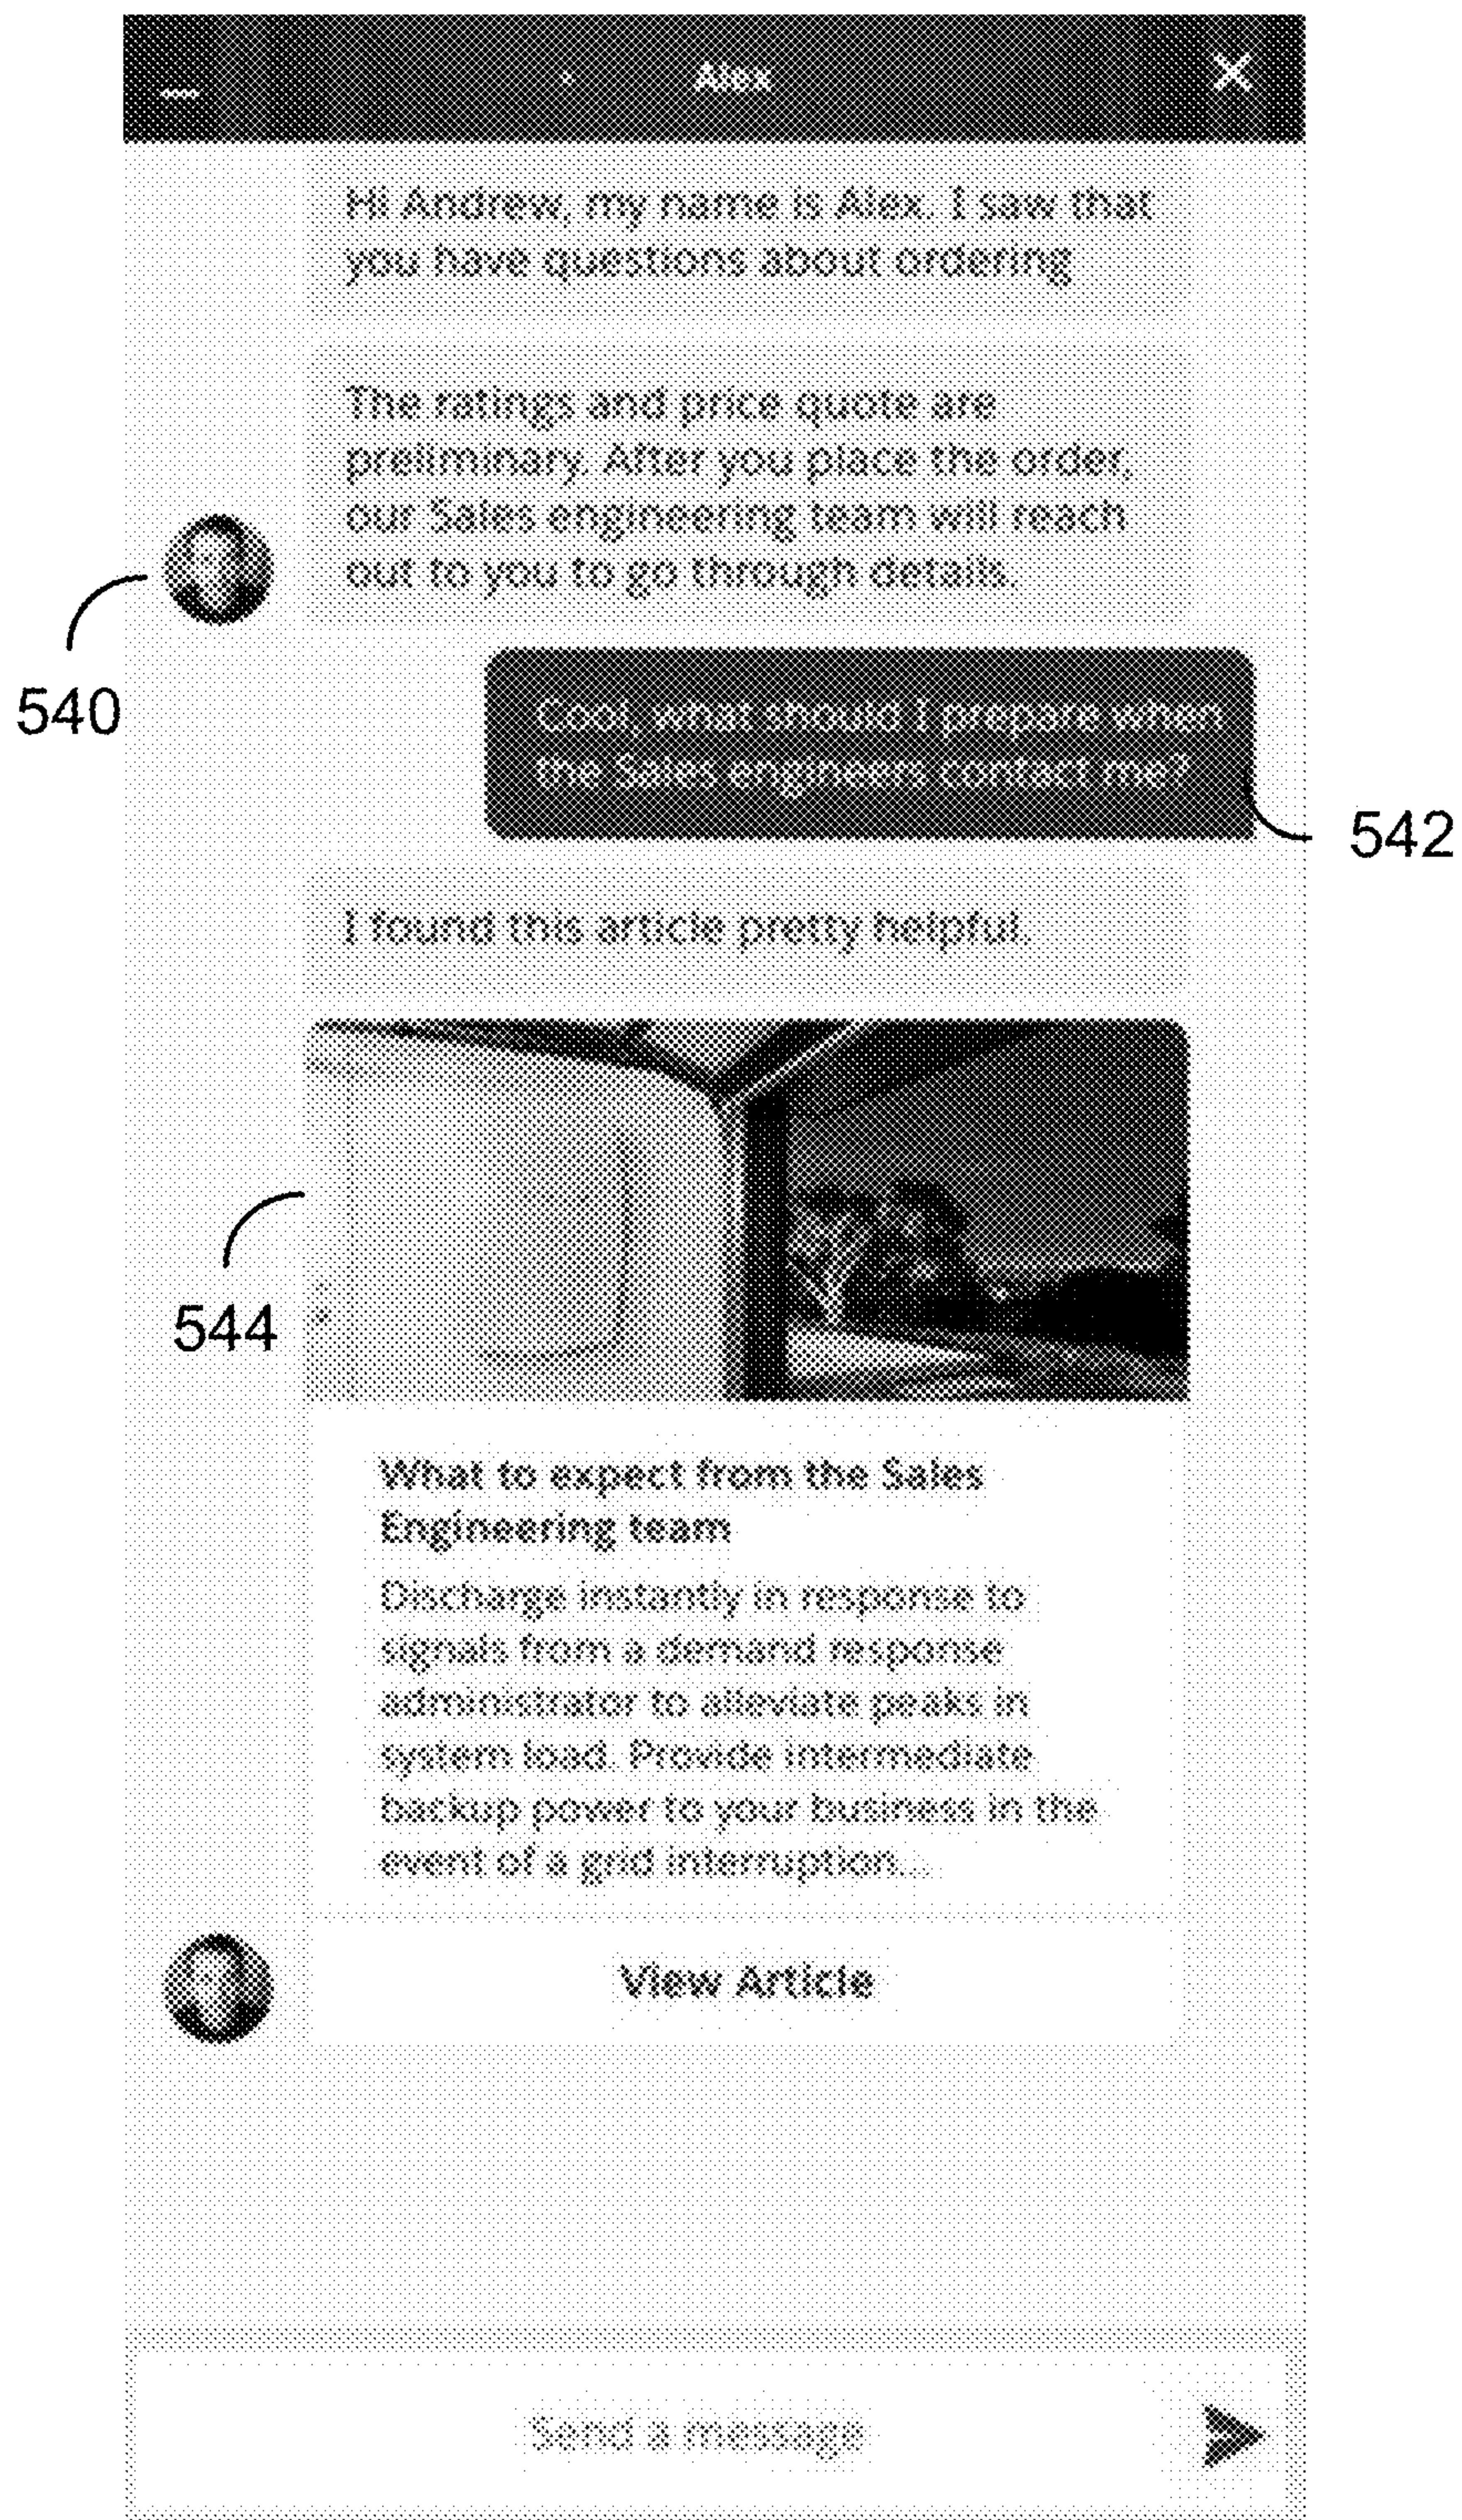 Alex
Hi Andrew, my name is Alex. I saw that
you have questions about ordering
The ratings and price quote are
preliminary. After you place the order,
our Sales engineering team will reach
out to you to go through details.
540
Cool, what should I prepare when
the Sales engineers contact me?
542
I found this article pretty helpful.
544
What to expect from the Sales
Engineering team
Discharge instantly in response to
signals from a demand response
administrator to alleviate peaks in
system load. Provide intermediate
backup power to your business in the
event of a grid interruption...
View Article
Send a message